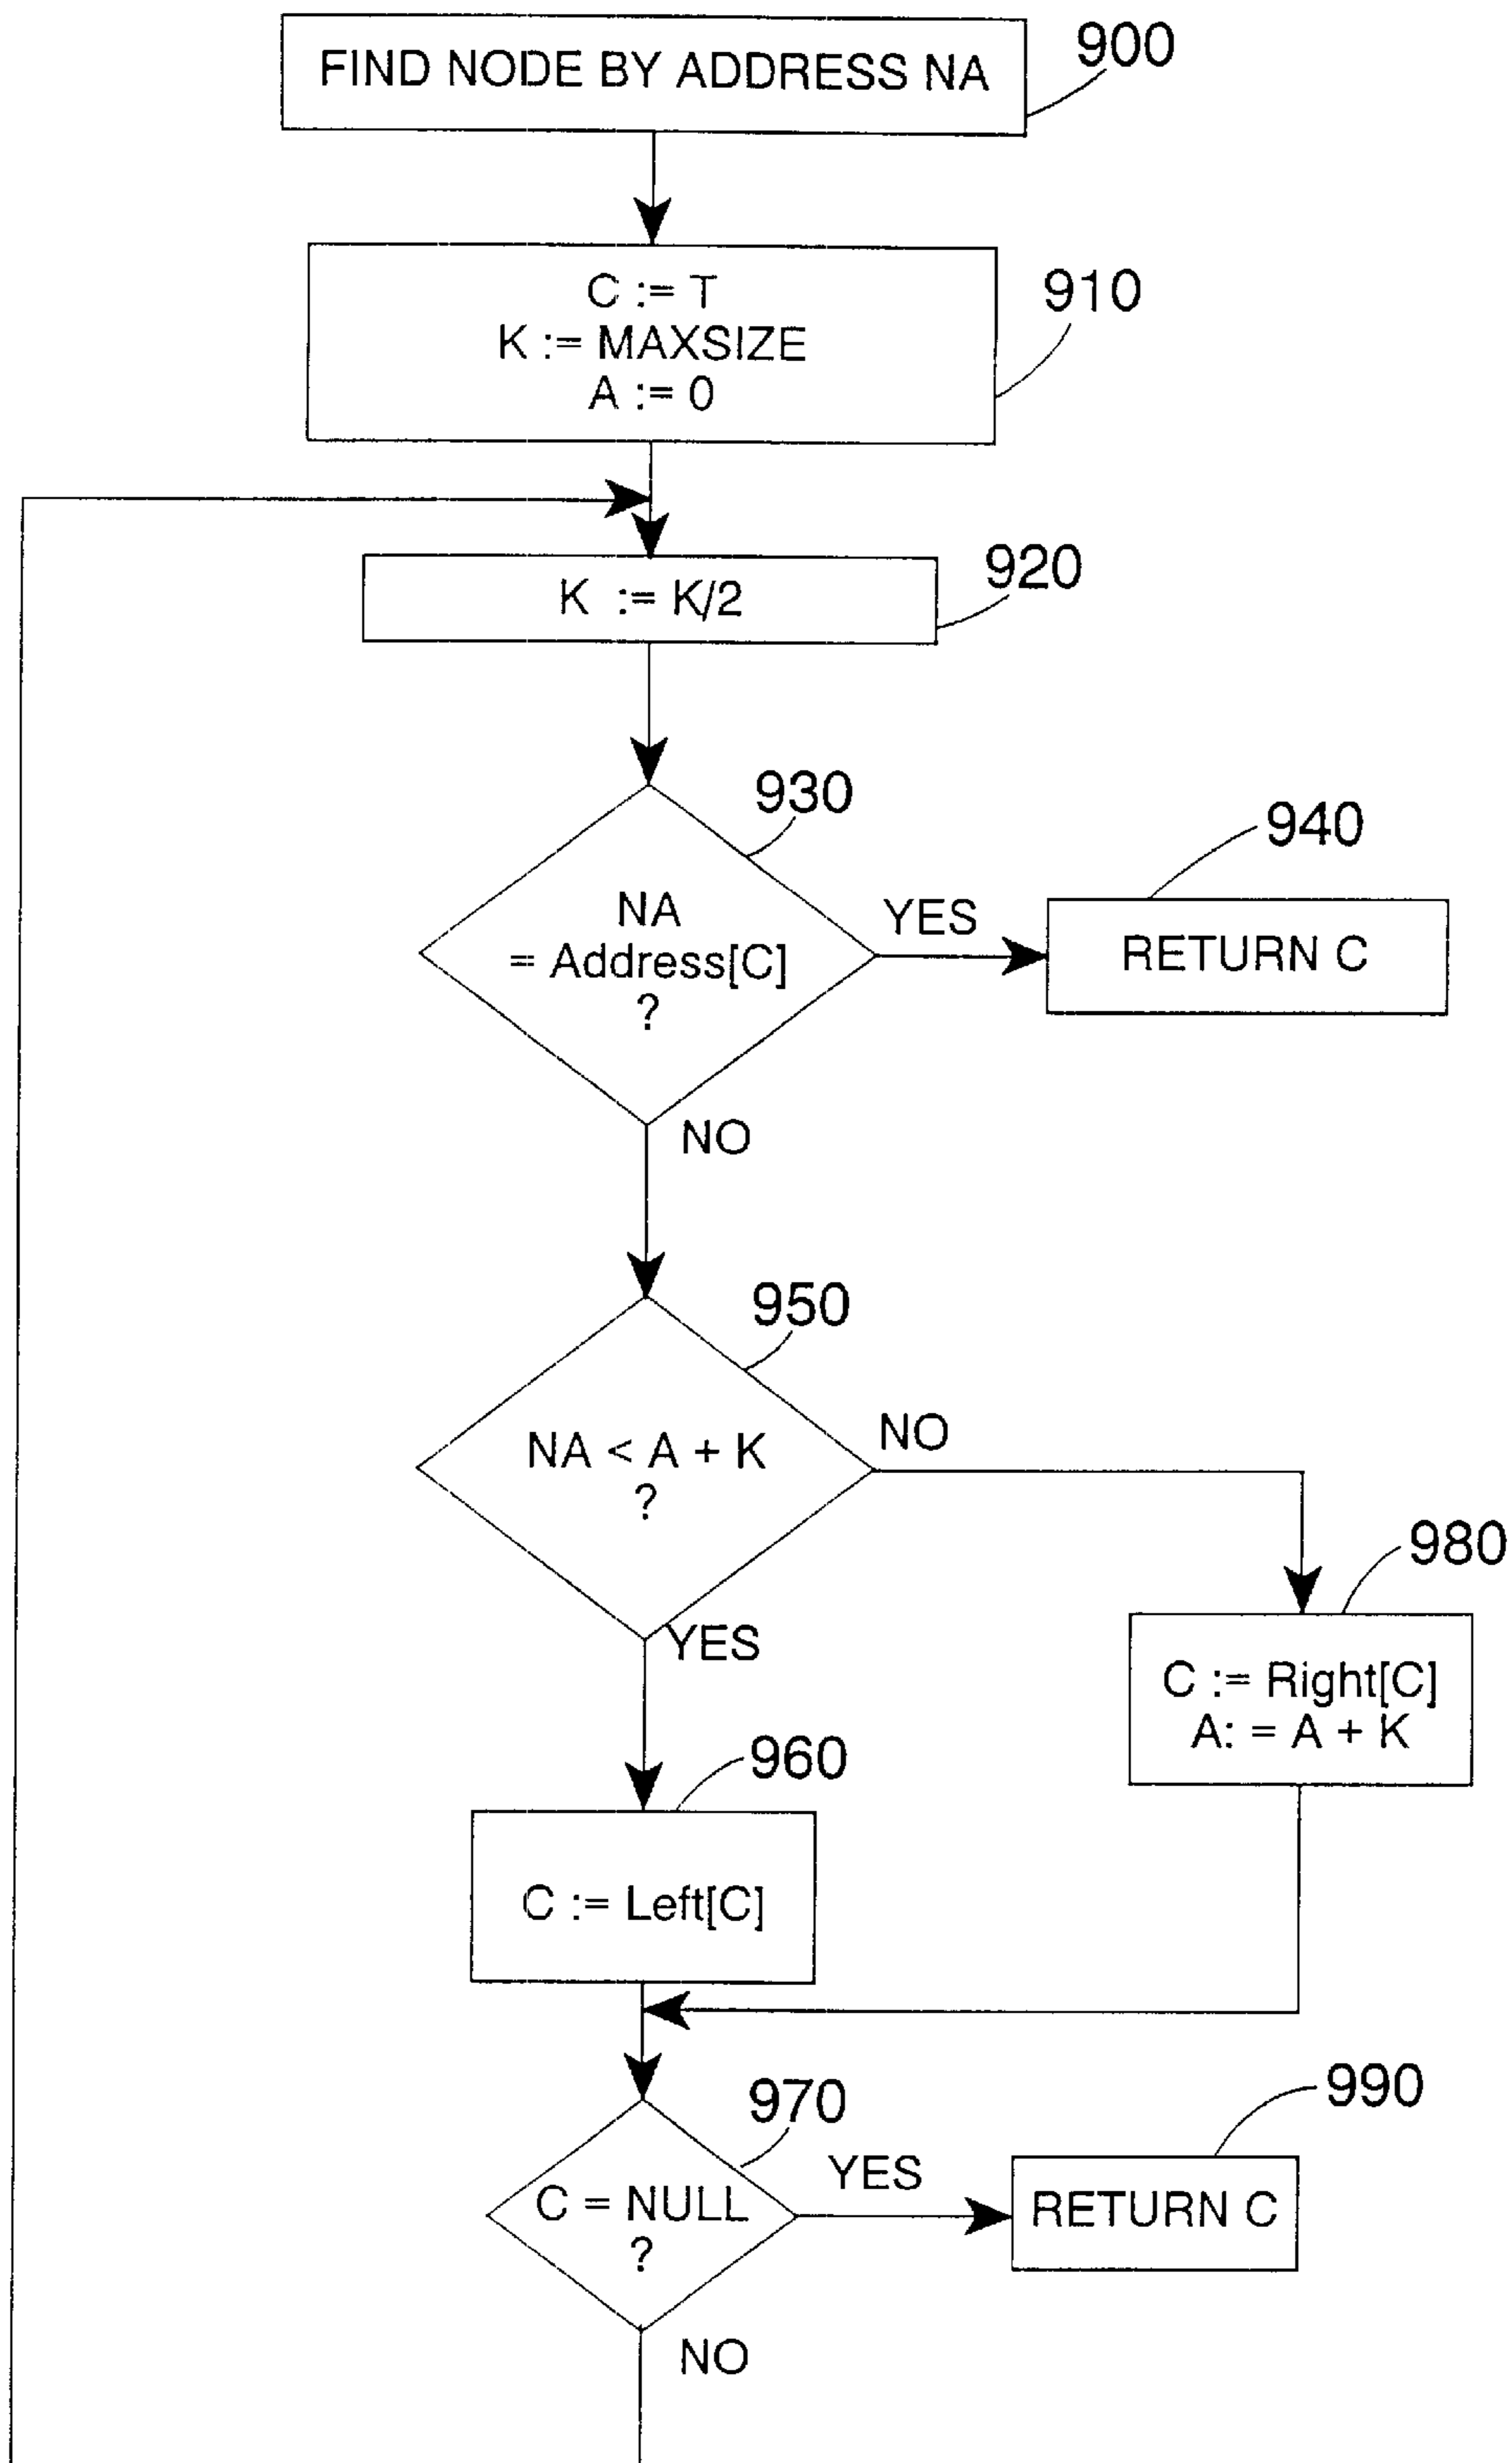 FIND NODE BY ADDRESS NA
900
C := T
K := MAXSIZE
A := 0
910
K := K/2
920
930
NA
= Address[C]
?
YES
940
RETURN C
NO
950
NA < A + K
?
NO
980
C := Right[C]
A: = A + K
YES
960
C := Left[C]
970
C = NULL
?
YES
990
RETURN C
NO